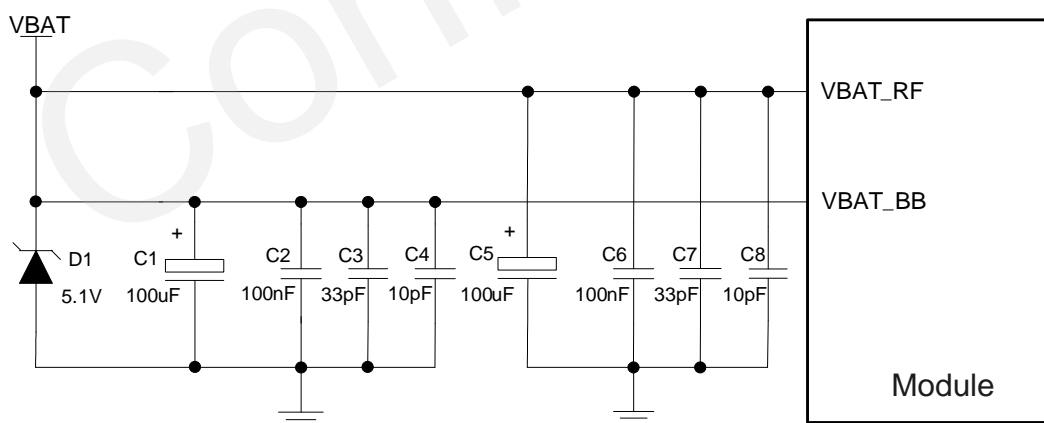 VBAT
VBAT_RF
VBAT_BB
+
+
D1
5.1V
C1
100uF
C2
100nF
C3
33pF
C4
10pF
C5
100uF
C6
100nF
C7
33pF
C8
10pF
Module